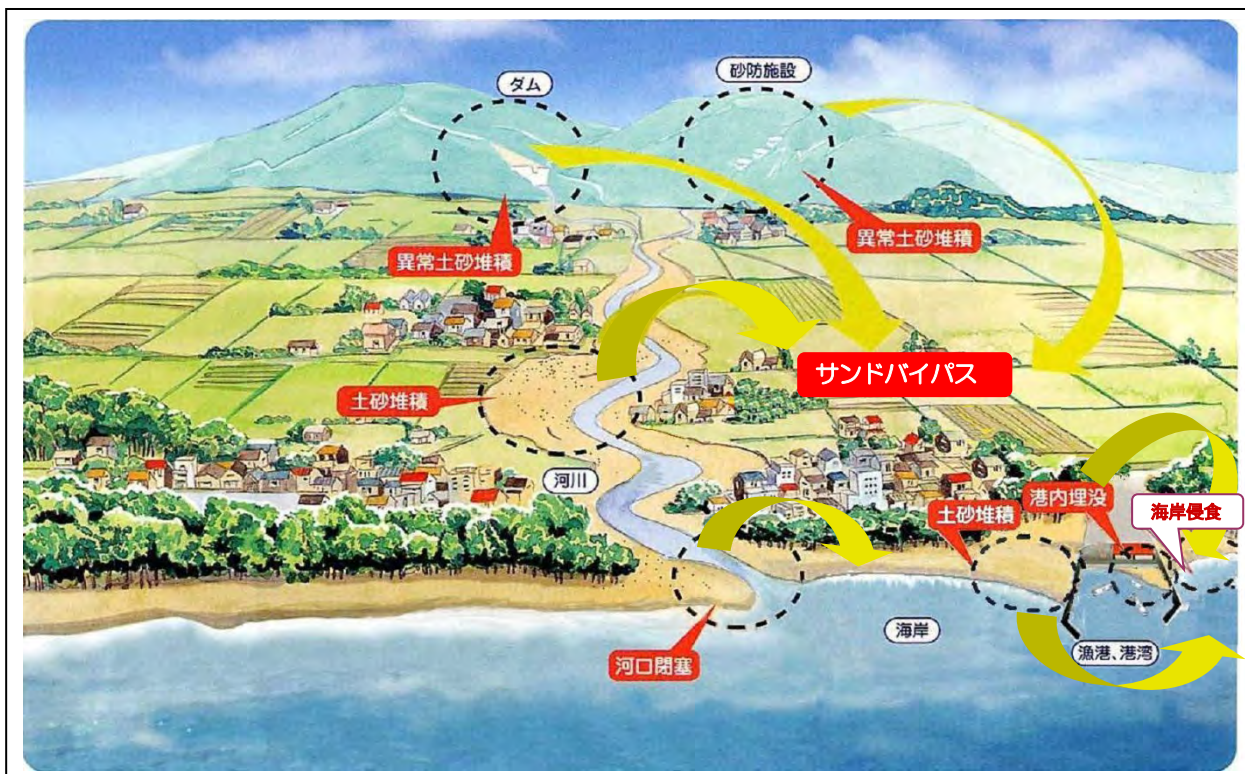 ダム
砂防施設
異常土砂堆積
異常土砂堆積
サンドバイパス
土砂堆積
河川
港内埋没
土砂堆積
海岸侵食
海岸
漁港、港湾
河口閉塞